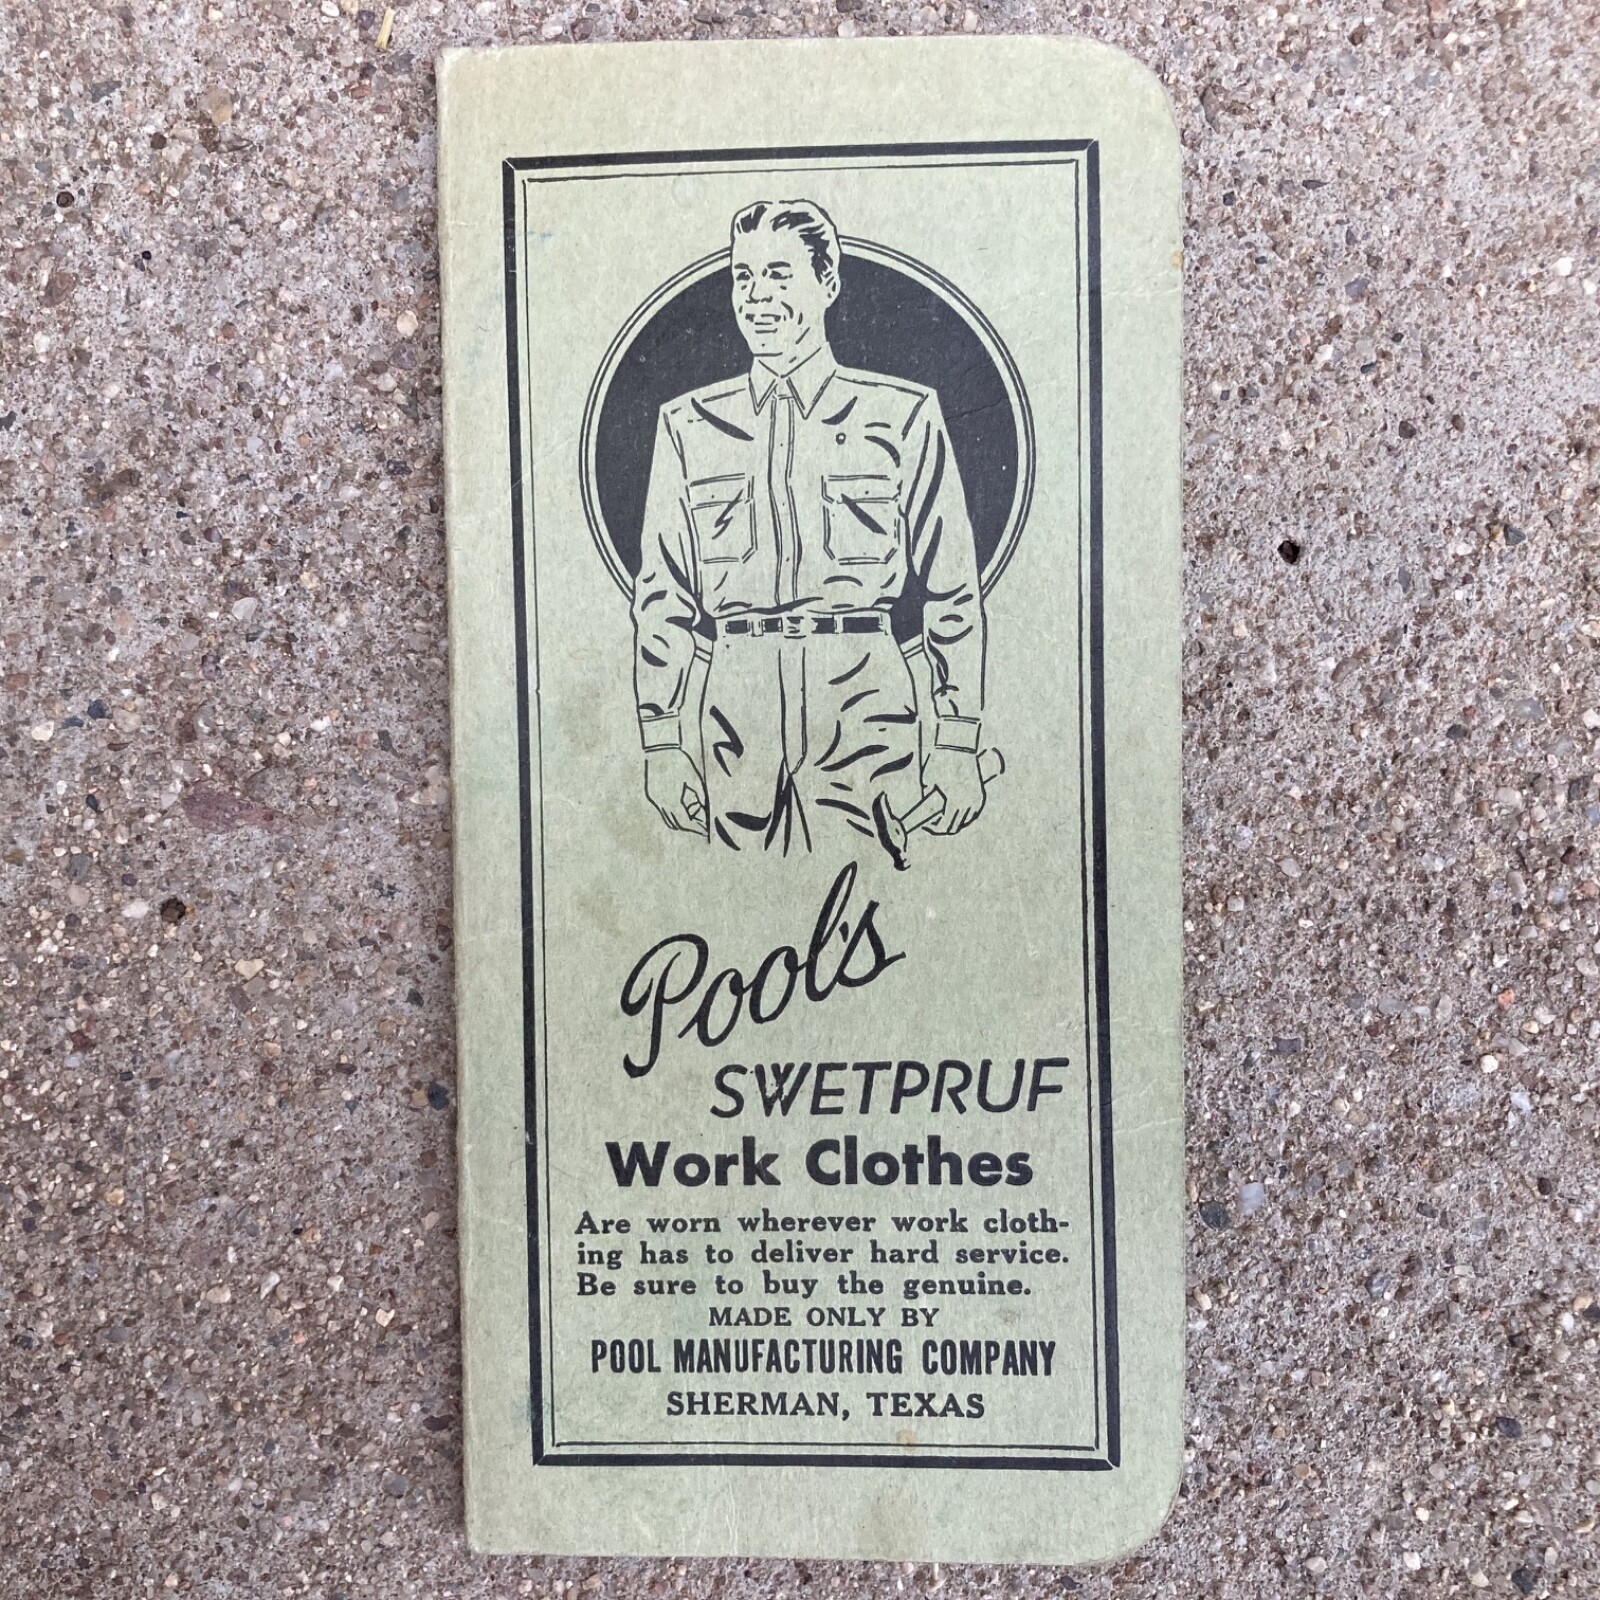 Pool's
SWETPRUF
Work Clothes
Are worn wherever work cloth-
ing has to deliver hard service.
Be sure to buy the genuine.
MADE ONLY BY
POOL MANUFACTURING COMPANY
SHERMAN, TEXAS